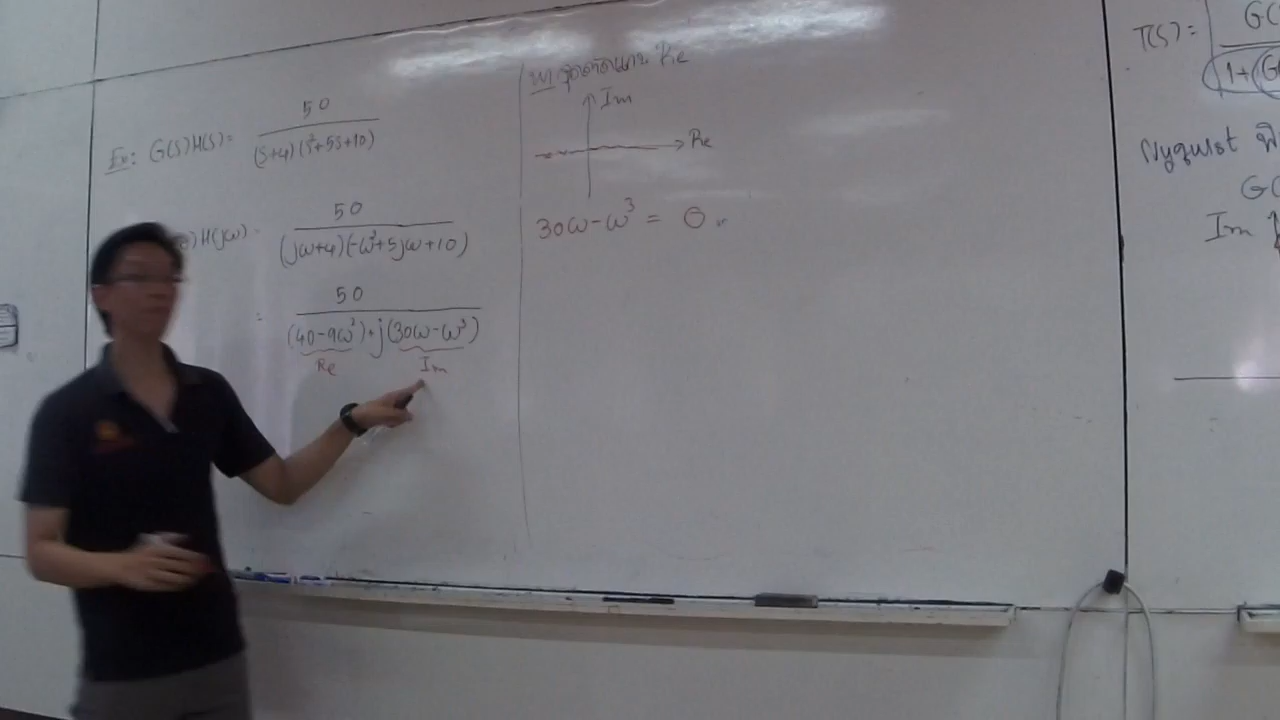 Ex: G(s)H(s) = 50 / (s+4)(s²+5s+10)
H(jω) = 50 / (jω+4)(-ω²+5jω+10)
= 50 / (40-9ω²)+j(30ω-ω³)
Re Im
หาจุดตัดแกน Re
Im
Re
30ω-ω³ = 0
T(s) =
1+
Nyquist
Im